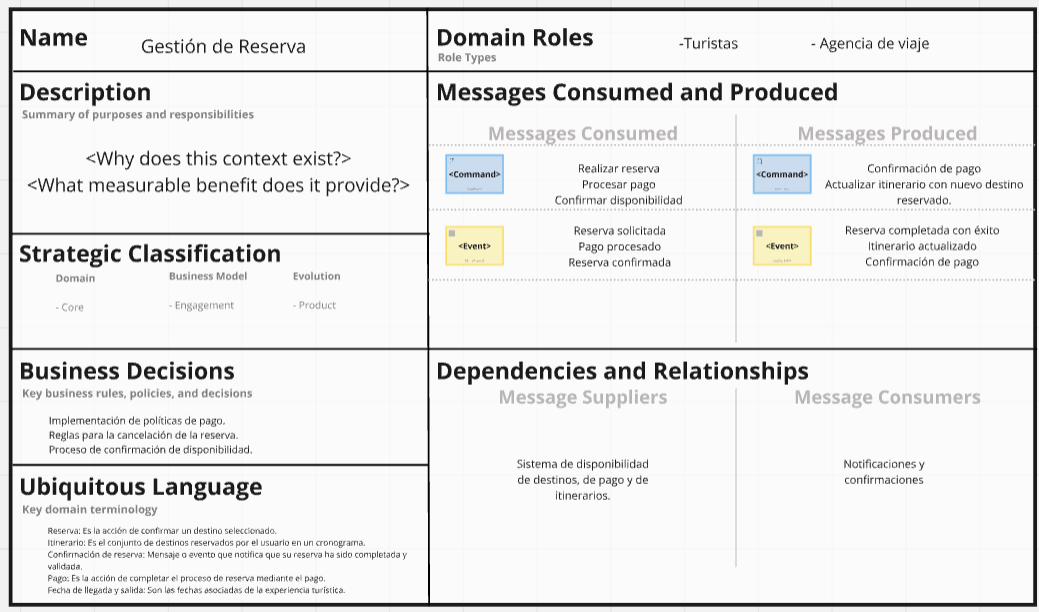 Name
Gestión de Reserva
Domain Roles
Role Types
-Turistas
- Agencia de viaje
Description
Summary of purposes and responsibilities
<Why does this context exist?>
<What measurable benefit does it provide?>
Messages Consumed and Produced
Messages Consumed
Messages Produced
<Command>
Realizar reserva
Procesar pago
Confirmar disponibilidad
<Command>
Confirmación de pago
Actualizar itinerario con nuevo destino
reservado.
<Event>
Reserva solicitada
Pago procesado
Reserva confirmada
<Event>
Reserva completada con éxito
Itinerario actualizado
Confirmación de pago
Strategic Classification
Domain
Business Model
Evolution
- Core
- Engagement
- Product
Business Decisions
Key business rules, policies, and decisions
Implementación de políticas de pago.
Reglas para la cancelación de la reserva.
Proceso de confirmación de disponibilidad.
Dependencies and Relationships
Message Suppliers
Message Consumers
Sistema de disponibilidad
de destinos, de pago y de
itinerarios.
Notificaciones y
confirmaciones
Ubiquitous Language
Key domain terminology
Reserva: Es la acción de confirmar un destino seleccionado.
Itinerario: Es el conjunto de destinos reservados por el usuario en un cronograma.
Confirmación de reserva: Mensaje o evento que notifica que su reserva ha sido completada y
validada.
Pago: Es la acción de completar el proceso de reserva mediante el pago.
Fecha de llegada y salida: Son las fechas asociadas de la experiencia turística.